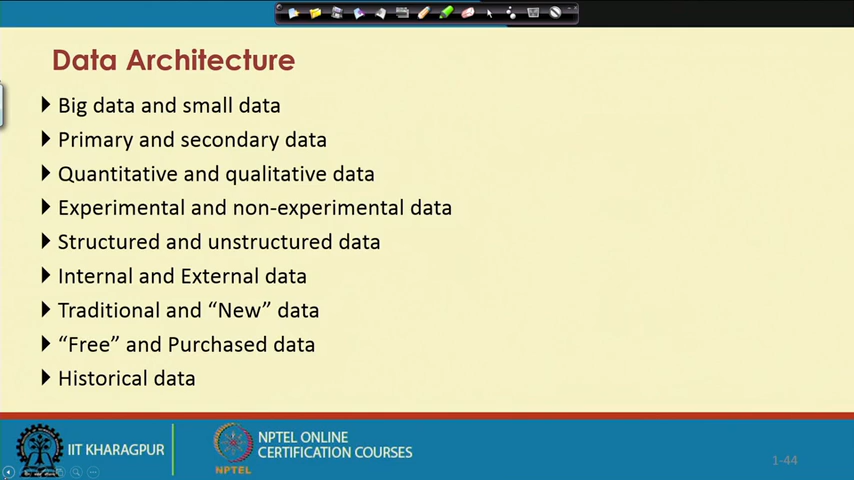 Data Architecture
Big data and small data
Primary and secondary data
Quantitative and qualitative data
Experimental and non-experimental data
Structured and unstructured data
Internal and External data
Traditional and “New” data
“Free” and Purchased data
Historical data
IIT KHARAGPUR
NPTEL
NPTEL ONLINE
CERTIFICATION COURSES
1-44